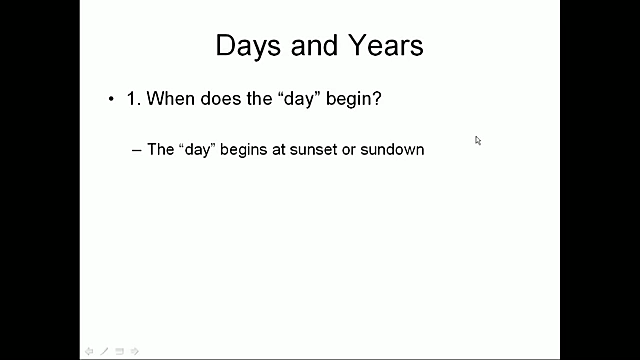 Days and Years
• 1. When does the “day” begin?
– The “day” begins at sunset or sundown